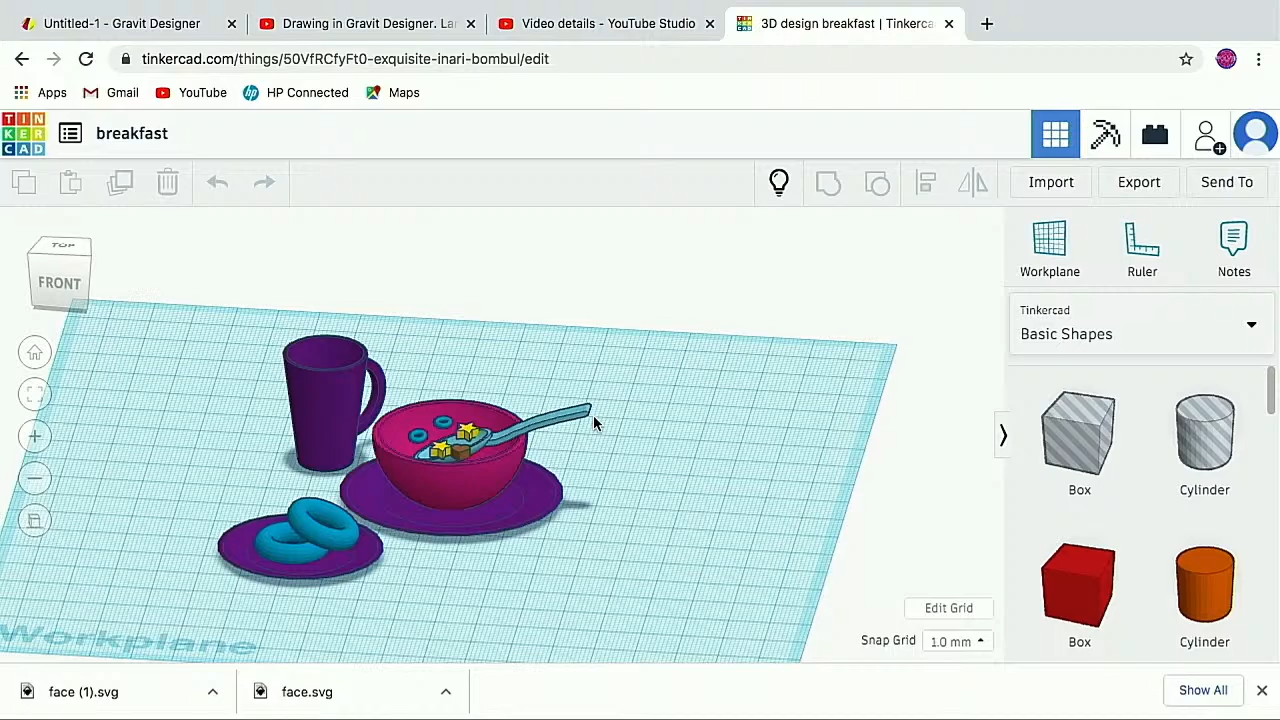 Untitled-1 - Gravit Designer
Drawing in Gravit Designer. La
Video details - YouTube Studio
3D design breakfast | Tinkerca
tinkercad.com/things/50VfRCfyFt0-exquisite-inari-bombul/edit
Apps
Gmail
YouTube
HP Connected
Maps
TIN
KER
CAD
breakfast
Import
Export
Send To
TOP
FRONT
Workplane
Ruler
Notes
Tinkercad
Basic Shapes
Box
Cylinder
Box
Cylinder
Workplane
Edit Grid
Snap Grid
1.0 mm
face (1).svg
face.svg
Show All